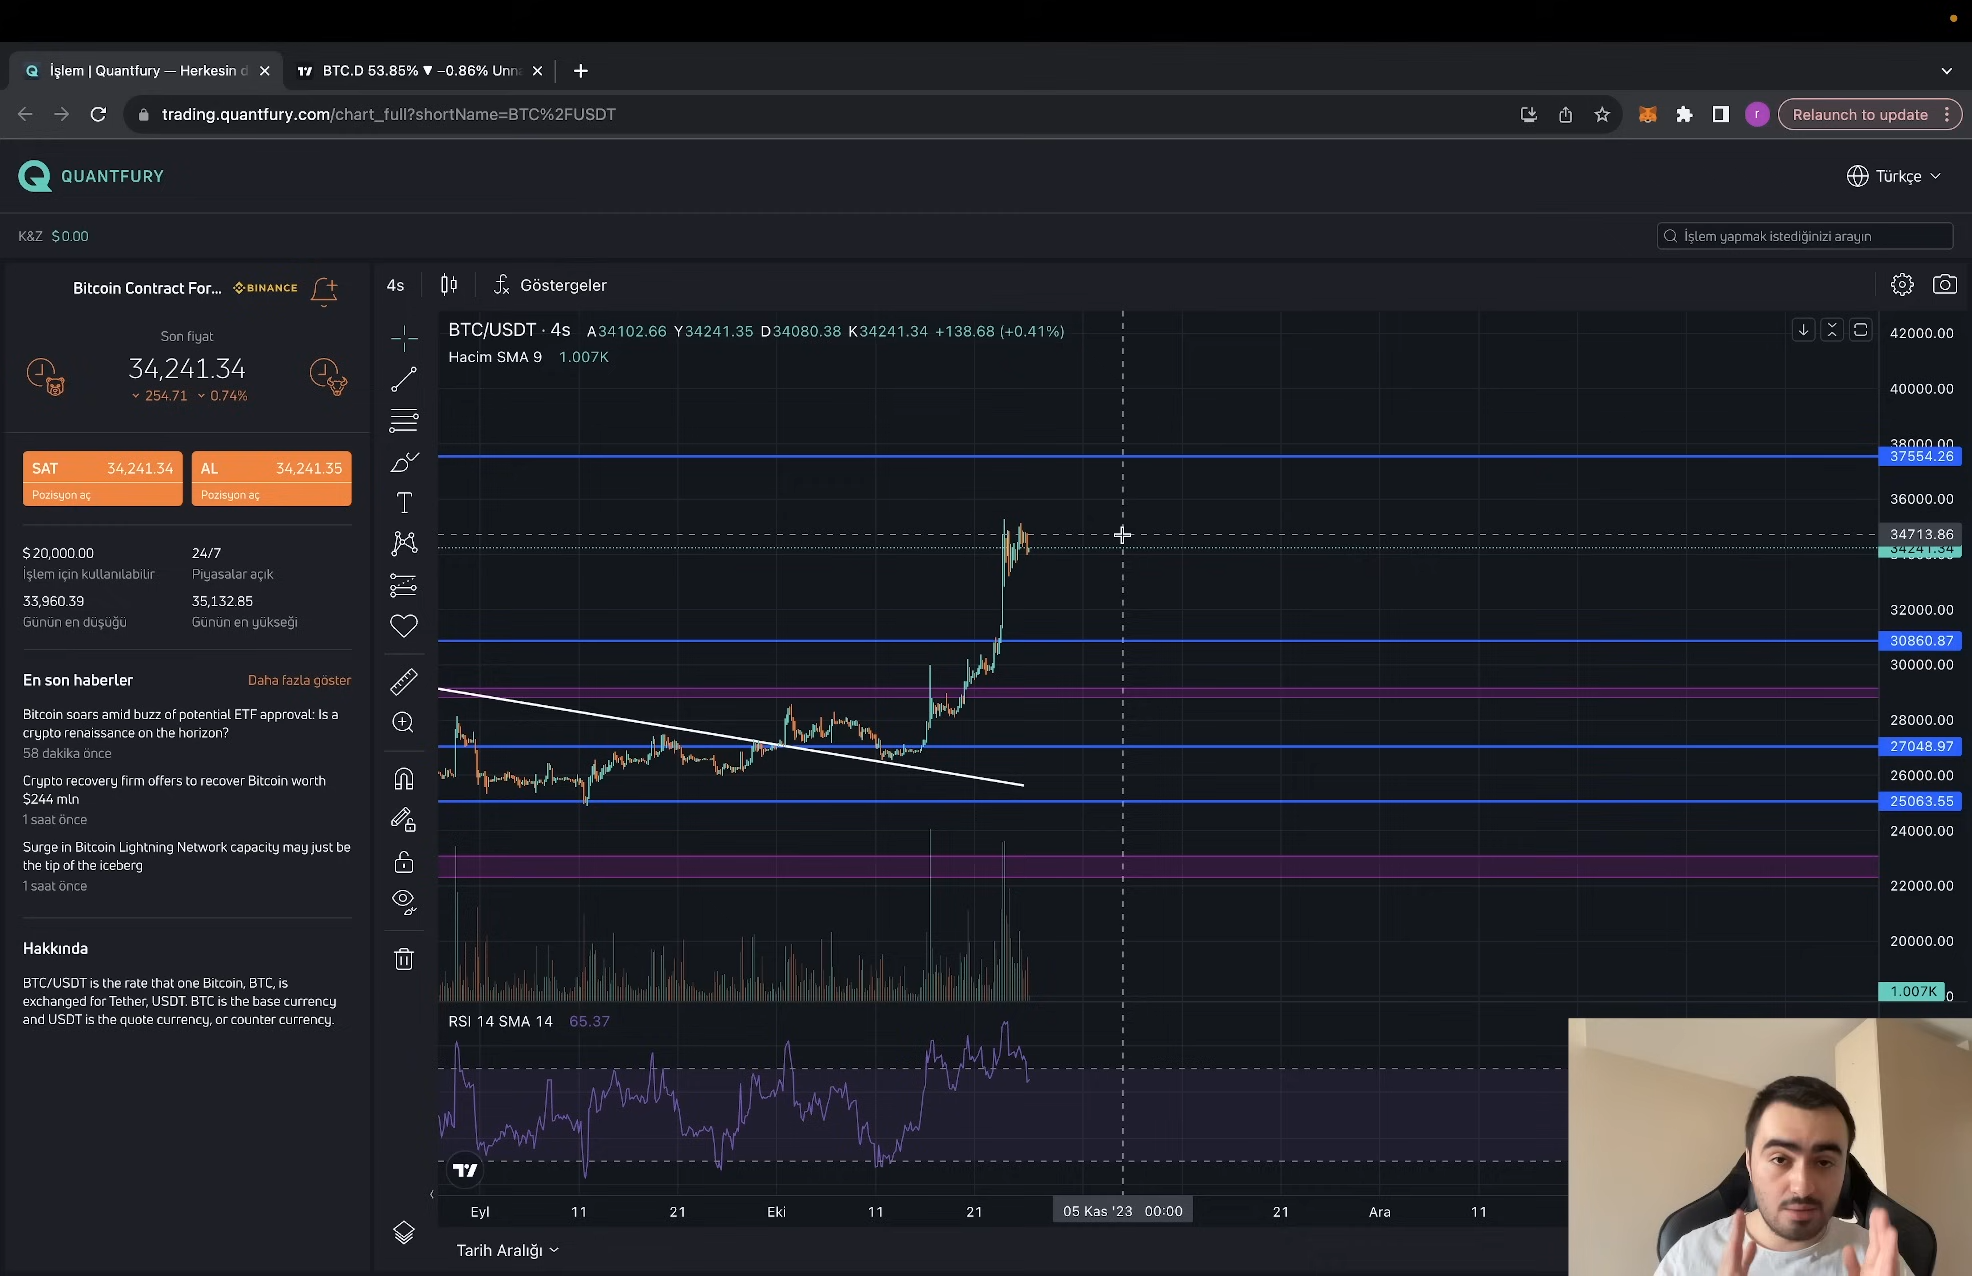 İşlem | Quantfury — Herkesin d
BTC.D 53.85% ▼ −0.86% Unna
trading.quantfury.com/chart_full?shortName=BTC%2FUSDT
r
Relaunch to update
QUANTFURY
Türkçe
K&Z $0.00
İşlem yapmak istediğinizi arayın
Bitcoin Contract For... BINANCE
Son fiyat
34,241.34
254.71 0.74%
SAT 34,241.34
Pozisyon aç
AL 34,241.35
Pozisyon aç
$20,000.00 24/7
İşlem için kullanılabilir Piyasalar açık
33,960.39 35,132.85
Günün en düşüğü Günün en yükseği
En son haberler Daha fazla göster
Bitcoin soars amid buzz of potential ETF approval: Is a
crypto renaissance on the horizon?
58 dakika önce
Crypto recovery firm offers to recover Bitcoin worth
$244 mln
1 saat önce
Surge in Bitcoin Lightning Network capacity may just be
the tip of the iceberg
1 saat önce
Hakkında
BTC/USDT is the rate that one Bitcoin, BTC, is
exchanged for Tether, USDT. BTC is the base currency
and USDT is the quote currency, or counter currency.
4s Göstergeler
BTC/USDT · 4s A34102.66 Y34241.35 D34080.38 K34241.34 +138.68 (+0.41%)
Hacim SMA 9 1.007K
42000.00
40000.00
38000.00
37554.26
36000.00
34713.86
34241.34
32000.00
30860.87
30000.00
28000.00
27048.97
26000.00
25063.55
24000.00
22000.00
20000.00
1.007K
RSI 14 SMA 14 65.37
Eyl 11 21 Eki 11 21 05 Kas '23 00:00 21 Ara 11
Tarih Aralığı